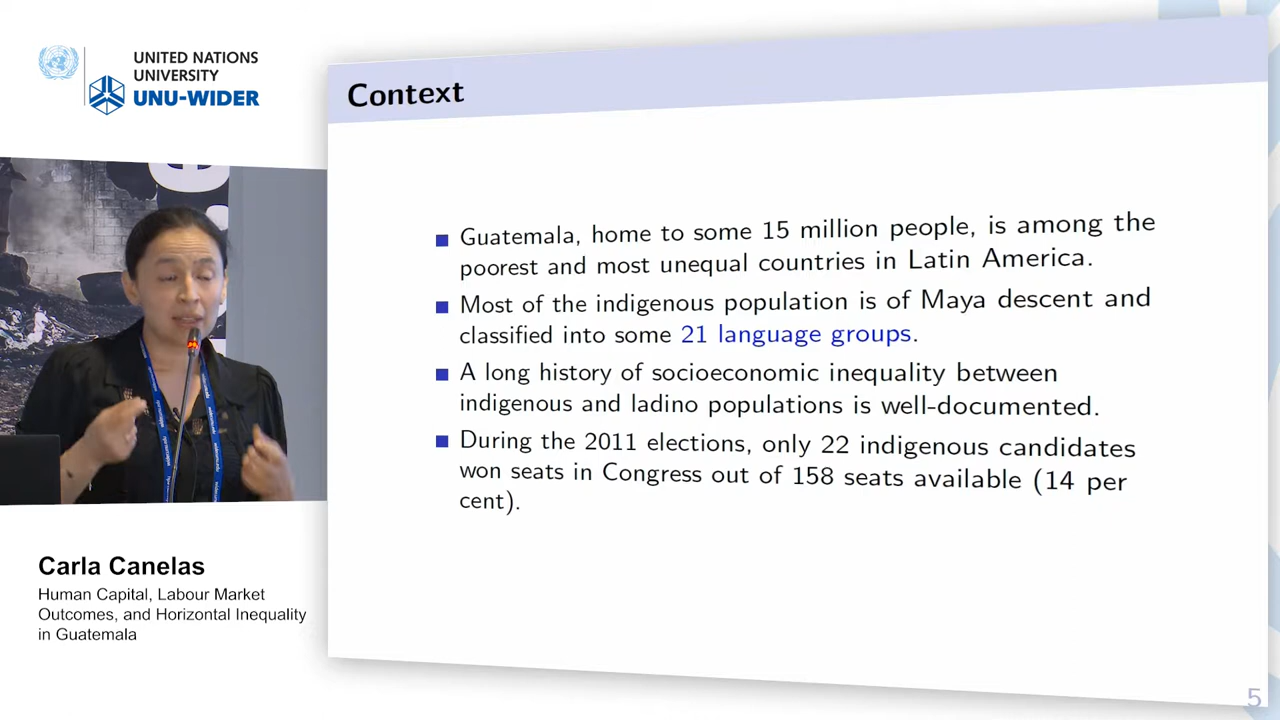 UNITED NATIONS
UNIVERSITY
UNU-WIDER
Context
Guatemala, home to some 15 million people, is among the
poorest and most unequal countries in Latin America.
Most of the indigenous population is of Maya descent and
classified into some 21 language groups.
A long history of socioeconomic inequality between
indigenous and ladino populations is well-documented.
During the 2011 elections, only 22 indigenous candidates
won seats in Congress out of 158 seats available (14 per
cent).
Carla Canelas
Human Capital, Labour Market
Outcomes, and Horizontal Inequality
in Guatemala
5